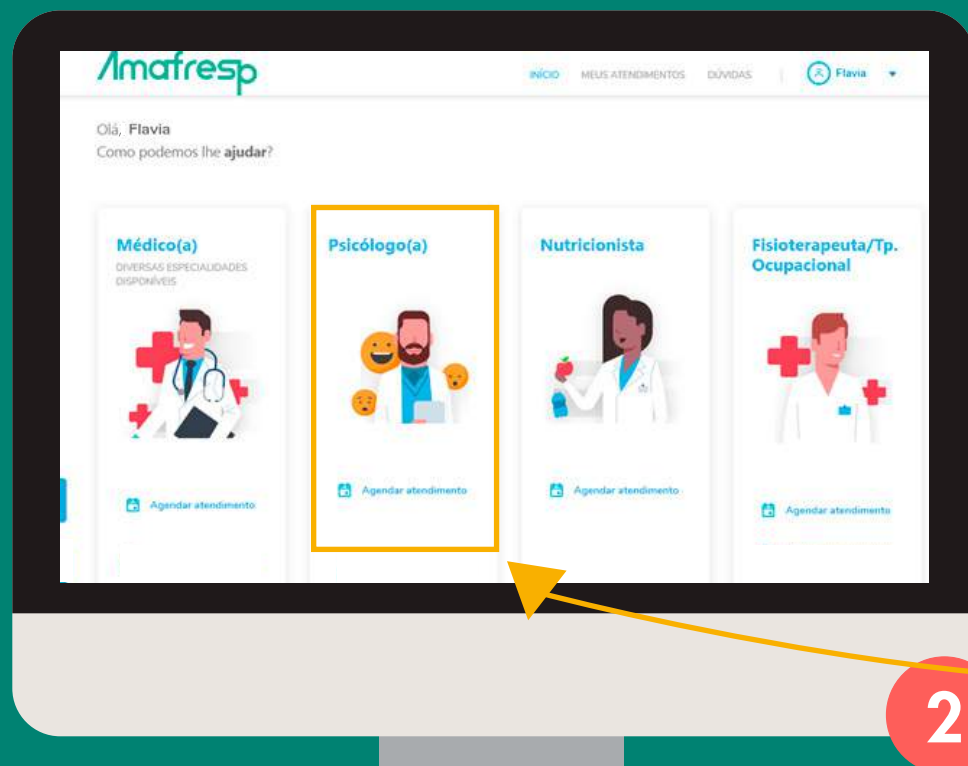 Amafresp
INÍCIO MEUS ATENDIMENTOS DÚVIDAS Flavia
Olá, Flavia
Como podemos lhe ajudar?
Médico(a)
DIVERSAS ESPECIALIDADES
DISPONÍVEIS
Agendar atendimento
Psicólogo(a)
Agendar atendimento
Nutricionista
Agendar atendimento
Fisioterapeuta/Tp.
Ocupacional
Agendar atendimento
2